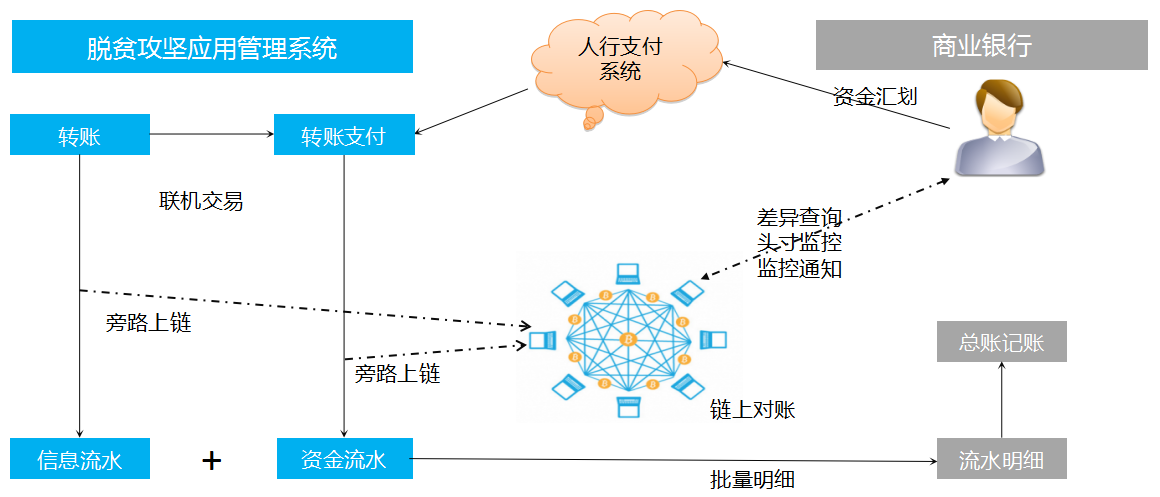 脱贫攻坚应用管理系统
人行支付
系统
商业银行
资金汇划
转账
转账支付
联机交易
差异查询
头寸监控
监控通知
旁路上链
旁路上链
总账记账
链上对账
信息流水
+
资金流水
批量明细
流水明细